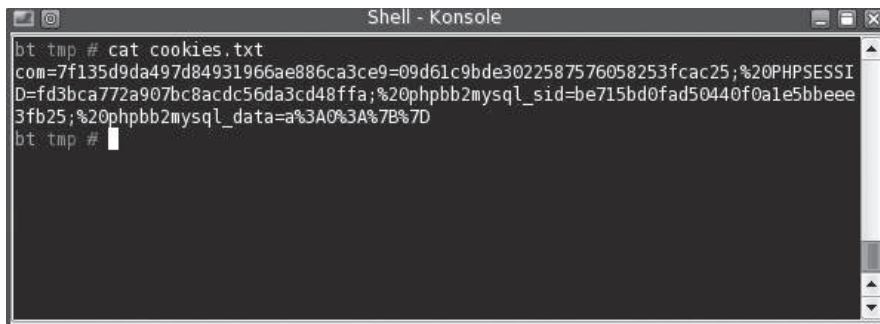 Shell - Konsole
bt tmp # cat cookies.txt
com=7f135d9da497d84931966ae886ca3ce9=09d61c9bde3022587576058253fcac25;%20PHPSESSI
D=fd3bca772a907bc8acdc56da3cd48ffa;%20phpbb2mysql_sid=be715bd0fad50440f0a1e5bbeee
3fb25;%20phpbb2mysql_data=a%3A0%3A%7B%7D
bt tmp #